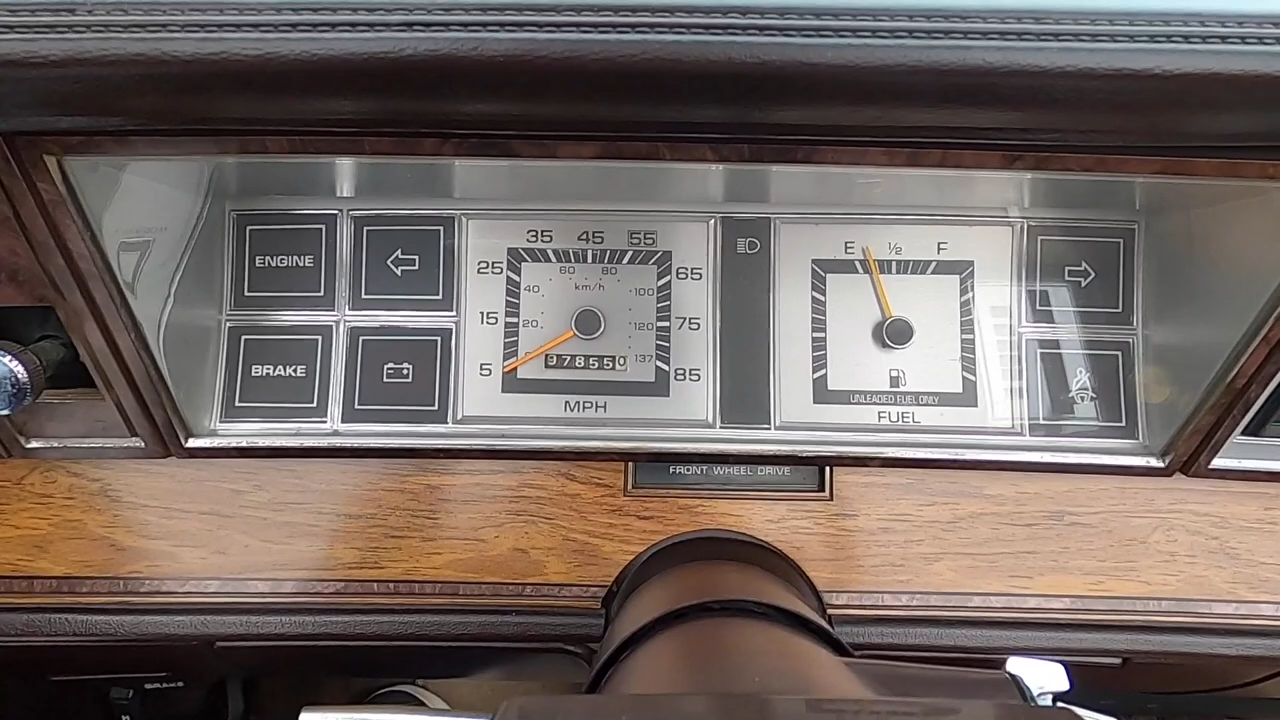 ENGINE
BRAKE
35 45 55
25 65
15 75
5 85
60 80
km/h
40 100
20 120
137
978550
MPH
E 1/2 F
UNLEADED FUEL ONLY
FUEL
FRONT WHEEL DRIVE
BRAKE